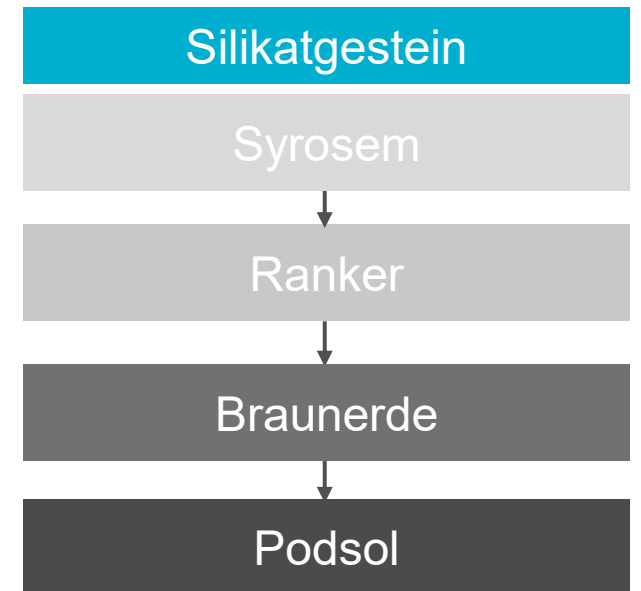 Silikatgestein
Syrosem
Ranker
Braunerde
Podsol